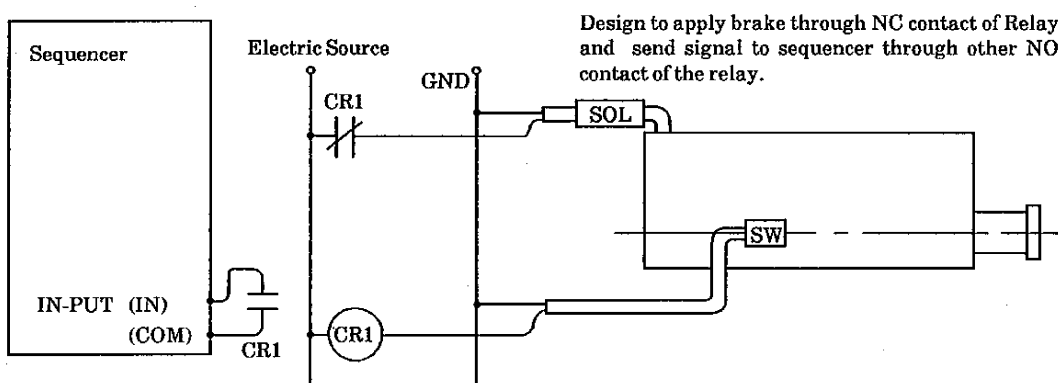 Design to apply brake through NC contact of Relay
and send signal to sequencer through other NO
contact of the relay.
Sequencer
Electric Source
GND
CR1
SOL
SW
IN-PUT (IN)
(COM)
CR1
CR1